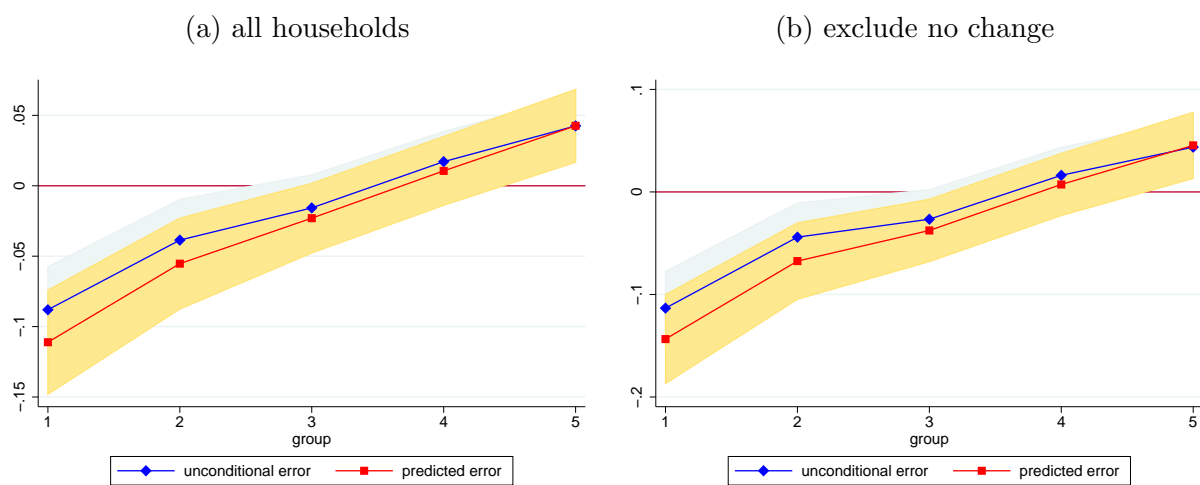 (a) all households
.05
0
-.05
-.1
-.15
1 2 3 4 5
group
unconditional error predicted error
(b) exclude no change
.1
0
-.1
-.2
1 2 3 4 5
group
unconditional error predicted error